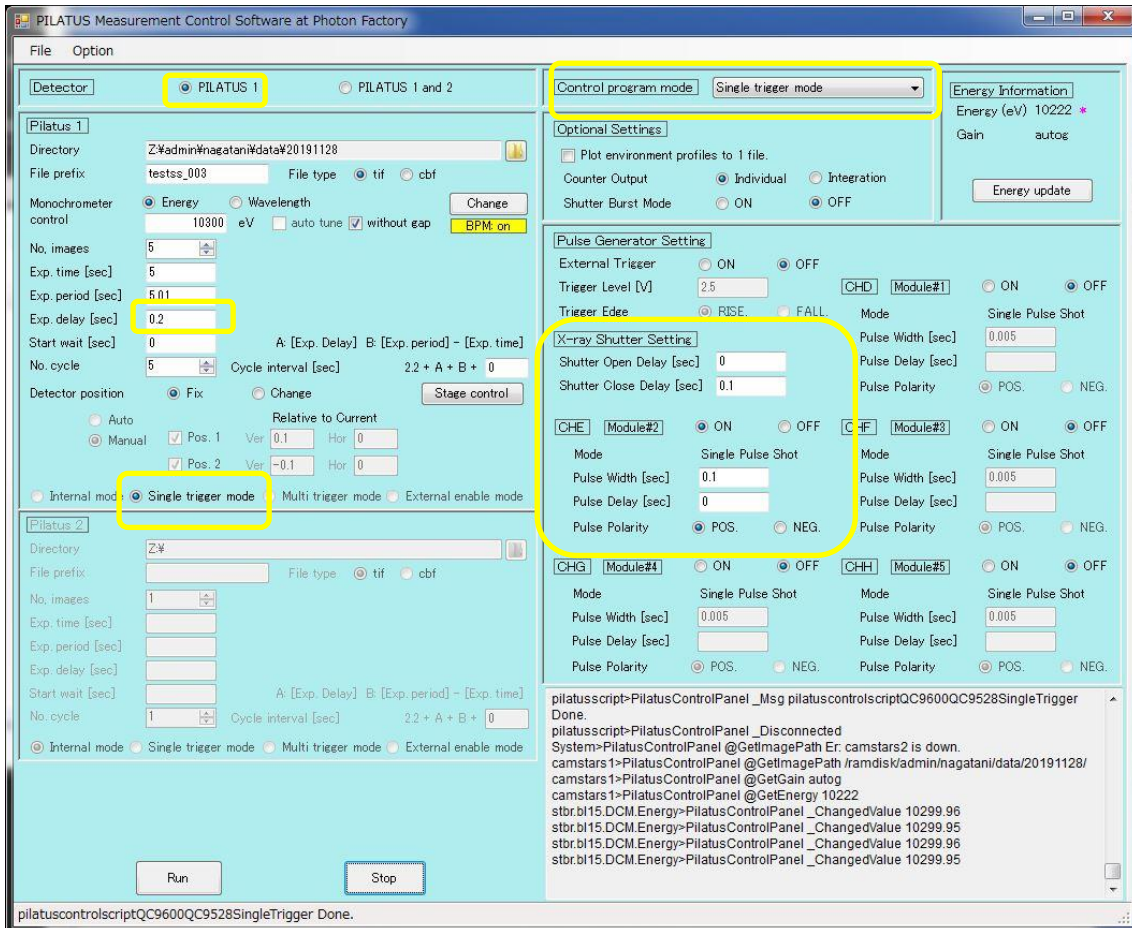 PILATUS Measurement Control Software at Photon Factory
File Option
Detector PILATUS 1 PILATUS 1 and 2
Pilatus 1
Directory Z:¥admin¥nagatani¥data¥20191128
File prefix testss_003 File type tif cbf
Monochrometer control Energy Wavelength Change
10300 eV auto tune without gap BPM: on
No, images 5
Exp. time [sec] 5
Exp. period [sec] 5.01
Exp. delay [sec] 0.2
Start wait [sec] 0 A: [Exp. Delay] B: [Exp. period] - [Exp. time]
No. cycle 5 Cycle interval [sec] 2.2 + A + B + 0
Detector position Fix Change Stage control
Auto Relative to Current
Manual Pos. 1 Ver 0.1 Hor 0
Pos. 2 Ver -0.1 Hor 0
Internal mode Single trigger mode Multi trigger mode External enable mode
Pilatus 2
Directory Z:¥
File prefix File type tif cbf
No, images 1
Exp. time [sec]
Exp. period [sec]
Exp. delay [sec]
Start wait [sec] A: [Exp. Delay] B: [Exp. period] - [Exp. time]
No. cycle 1 Cycle interval [sec] 2.2 + A + B + 0
Internal mode Single trigger mode Multi trigger mode External enable mode
Run Stop
Control program mode Single trigger mode
Optional Settings
Plot environment profiles to 1 file.
Counter Output Individual Integration
Shutter Burst Mode ON OFF
Energy Information
Energy (eV) 10222 *
Gain autog
Energy update
Pulse Generator Setting
External Trigger ON OFF
Trigger Level [V] 2.5
Trigger Edge RISE. FALL.
X-ray Shutter Setting
Shutter Open Delay [sec] 0
Shutter Close Delay [sec] 0.1
CHD Module#1 ON OFF
Mode Single Pulse Shot
Pulse Width [sec] 0.005
Pulse Delay [sec]
Pulse Polarity POS. NEG.
CHE Module#2 ON OFF
Mode Single Pulse Shot
Pulse Width [sec] 0.1
Pulse Delay [sec] 0
Pulse Polarity POS. NEG.
CHF Module#3 ON OFF
Mode Single Pulse Shot
Pulse Width [sec] 0.005
Pulse Delay [sec]
Pulse Polarity POS. NEG.
CHG Module#4 ON OFF
Mode Single Pulse Shot
Pulse Width [sec] 0.005
Pulse Delay [sec]
Pulse Polarity POS. NEG.
CHH Module#5 ON OFF
Mode Single Pulse Shot
Pulse Width [sec] 0.005
Pulse Delay [sec]
Pulse Polarity POS. NEG.
pilatusscript>PilatusControlPanel _Msg pilatuscontrolscriptQC9600QC9528SingleTrigger
Done.
pilatusscript>PilatusControlPanel _Disconnected
System>PilatusControlPanel @GetImagePath Er: camstars2 is down.
camstars1>PilatusControlPanel @GetImagePath /ramdisk/admin/nagatani/data/20191128/
camstars1>PilatusControlPanel @GetGain autog
camstars1>PilatusControlPanel @GetEnergy 10222
stbr.bl15.DCM.Energy>PilatusControlPanel _ChangedValue 10299.96
stbr.bl15.DCM.Energy>PilatusControlPanel _ChangedValue 10299.95
stbr.bl15.DCM.Energy>PilatusControlPanel _ChangedValue 10299.96
stbr.bl15.DCM.Energy>PilatusControlPanel _ChangedValue 10299.95
pilatuscontrolscriptQC9600QC9528SingleTrigger Done.